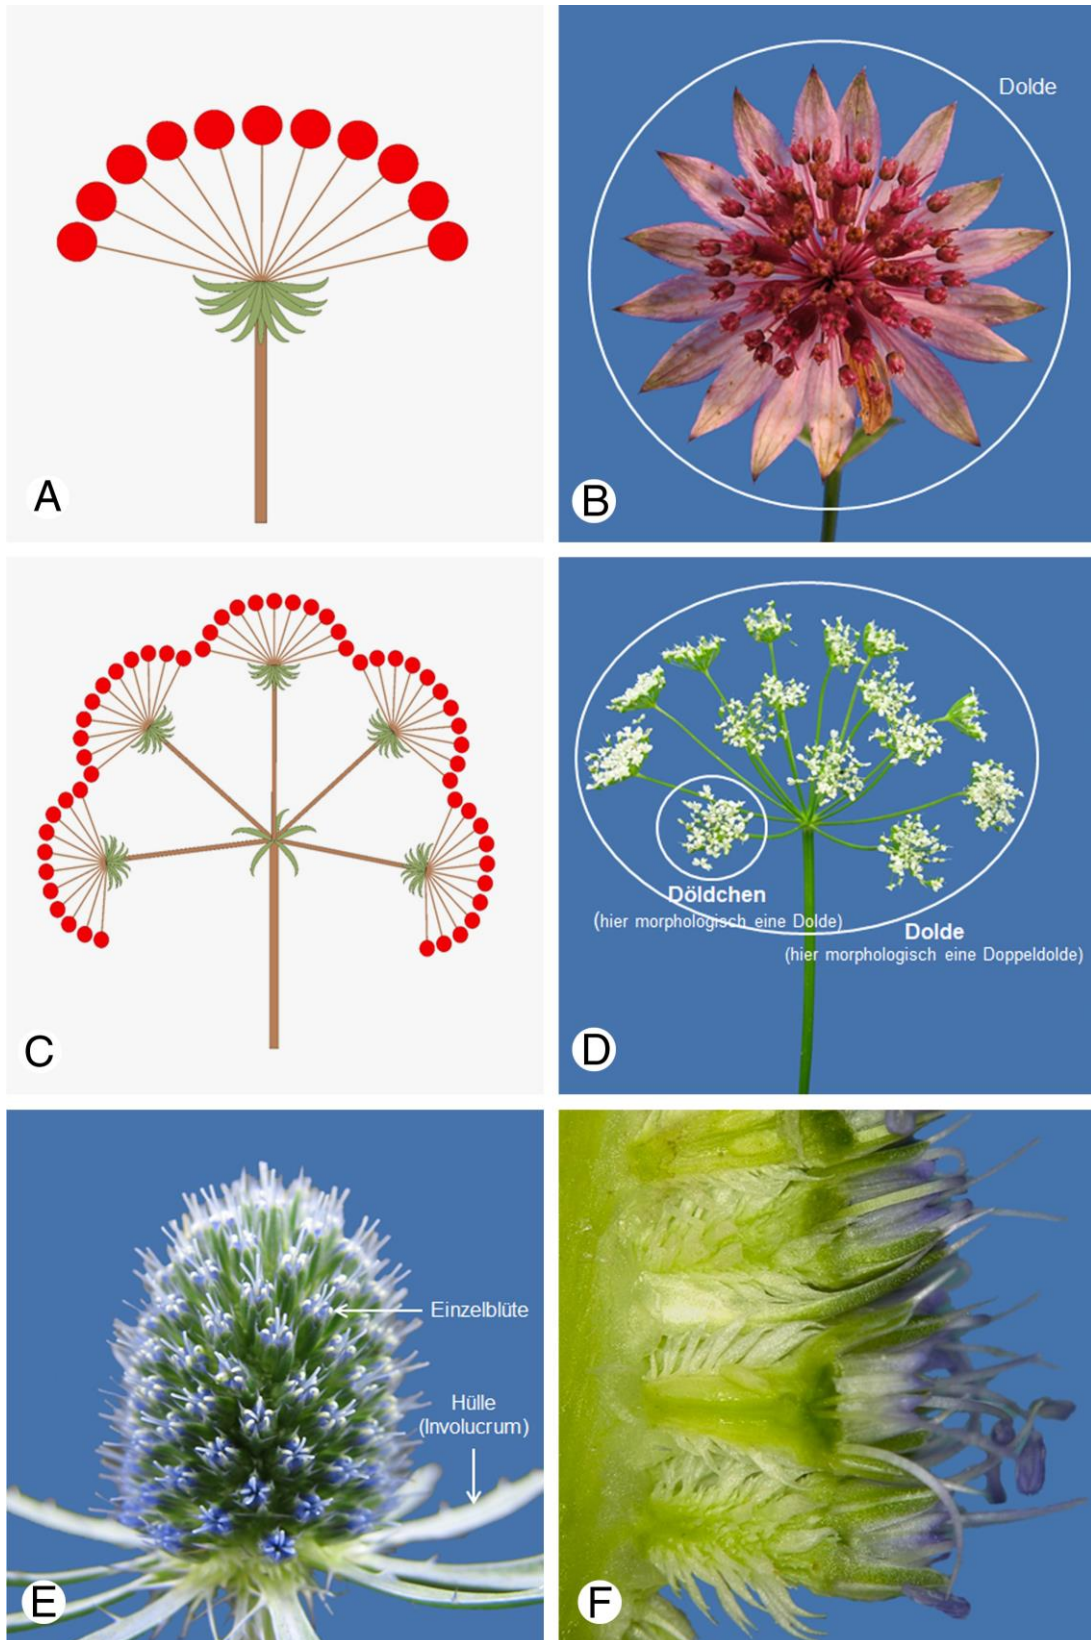 A
Dolde
B
C
Döldchen
(hier morphologisch eine Dolde)
Dolde
(hier morphologisch eine Doppeldolde)
D
Einzelblüte
Hülle
(Involucrum)
E
F